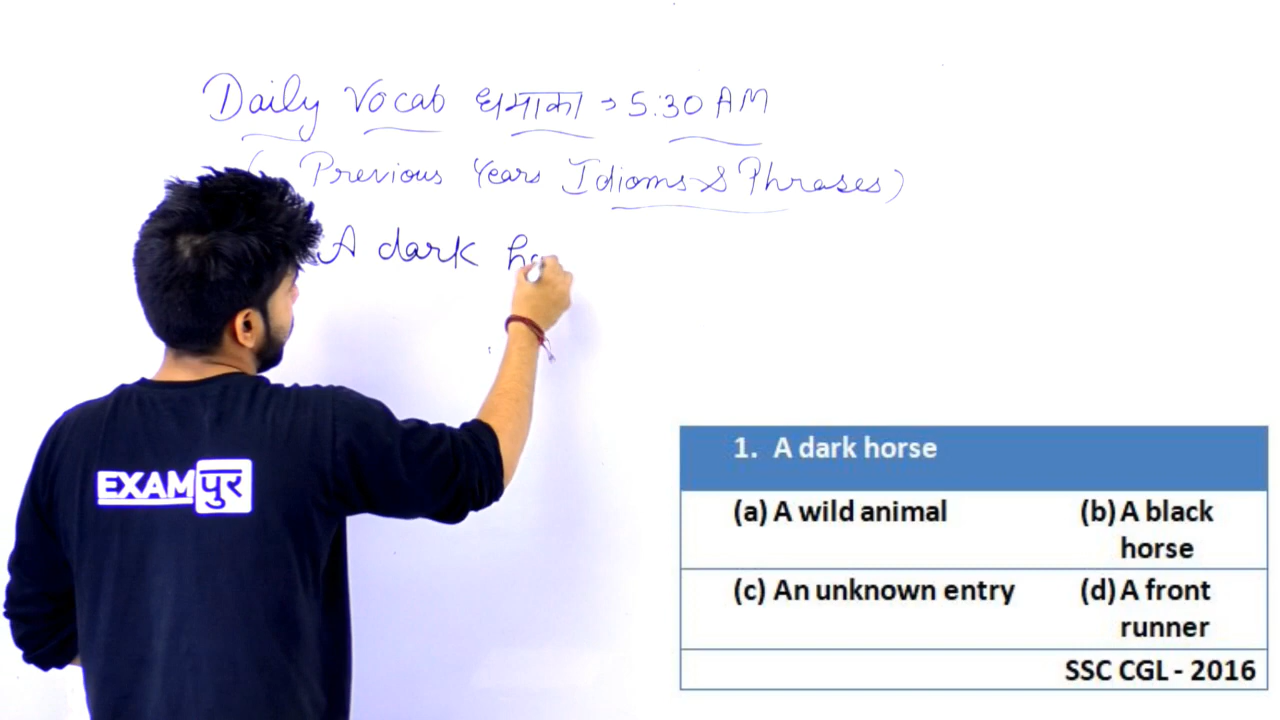 Daily Vocab धमाका → 5:30 AM
( Previous Years Idioms & Phrases)
A dark
EXAMपुर
1. A dark horse
(a) A wild animal (b) A black horse
(c) An unknown entry (d) A front runner
SSC CGL - 2016